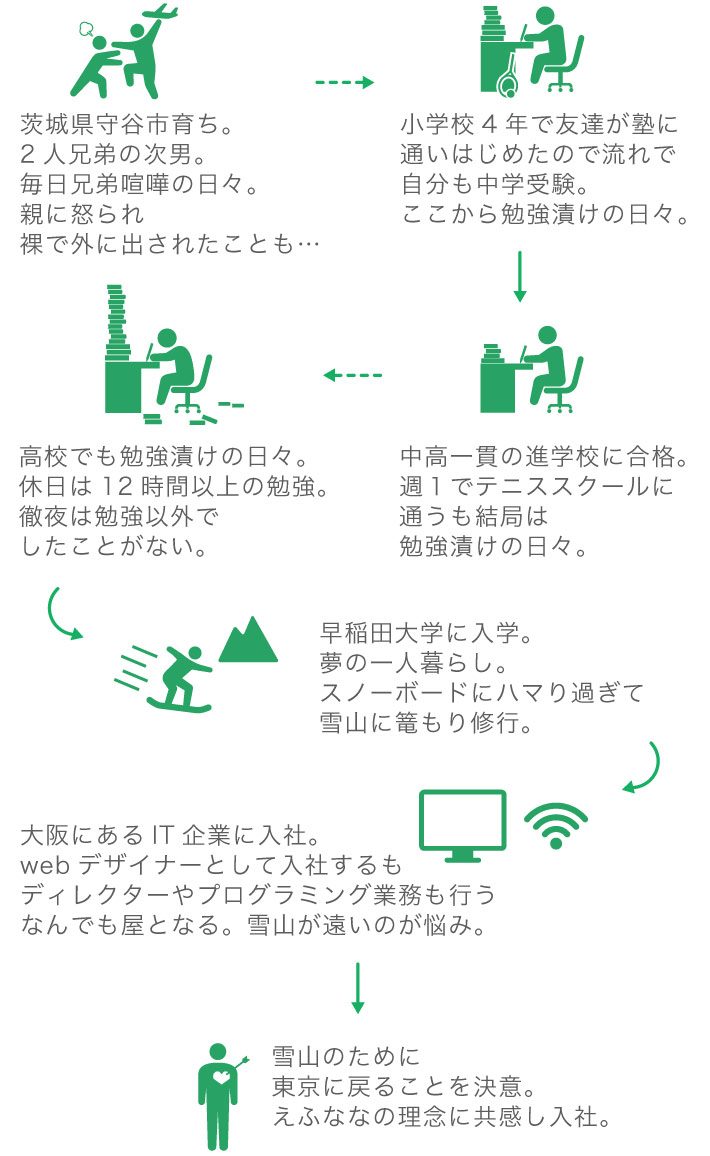 茨城県守谷市育ち。
2人兄弟の次男。
毎日兄弟喧嘩の日々。
親に怒られ
裸で外に出されたことも…
小学校4年で友達が塾に
通いはじめたので流れで
自分も中学受験。
ここから勉強漬けの日々。
中高一貫の進学校に合格。
週1でテニススクールに
通うも結局は
勉強漬けの日々。
高校でも勉強漬けの日々。
休日は12時間以上の勉強。
徹夜は勉強以外で
したことがない。
早稲田大学に入学。
夢の一人暮らし。
スノーボードにハマり過ぎて
雪山に篭もり修行。
大阪にあるIT企業に入社。
webデザイナーとして入社するも
ディレクターやプログラミング業務も行う
なんでも屋となる。雪山が遠いのが悩み。
雪山のために
東京に戻ることを決意。
えふななの理念に共感し入社。